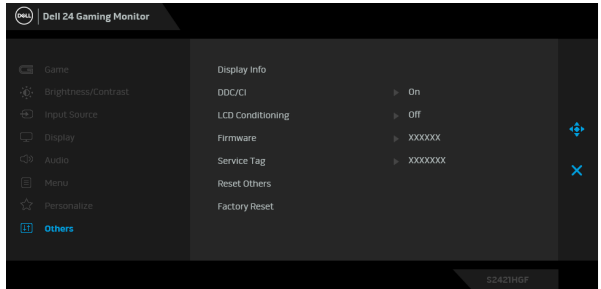 DELL Dell 24 Gaming Monitor
Game
Brightness/Contrast
Input Source
Display
Audio
Menu
Personalize
Others
Display Info
DDC/CI On
LCD Conditioning Off
Firmware XXXXXX
Service Tag XXXXXXX
Reset Others
Factory Reset
S2421HGF